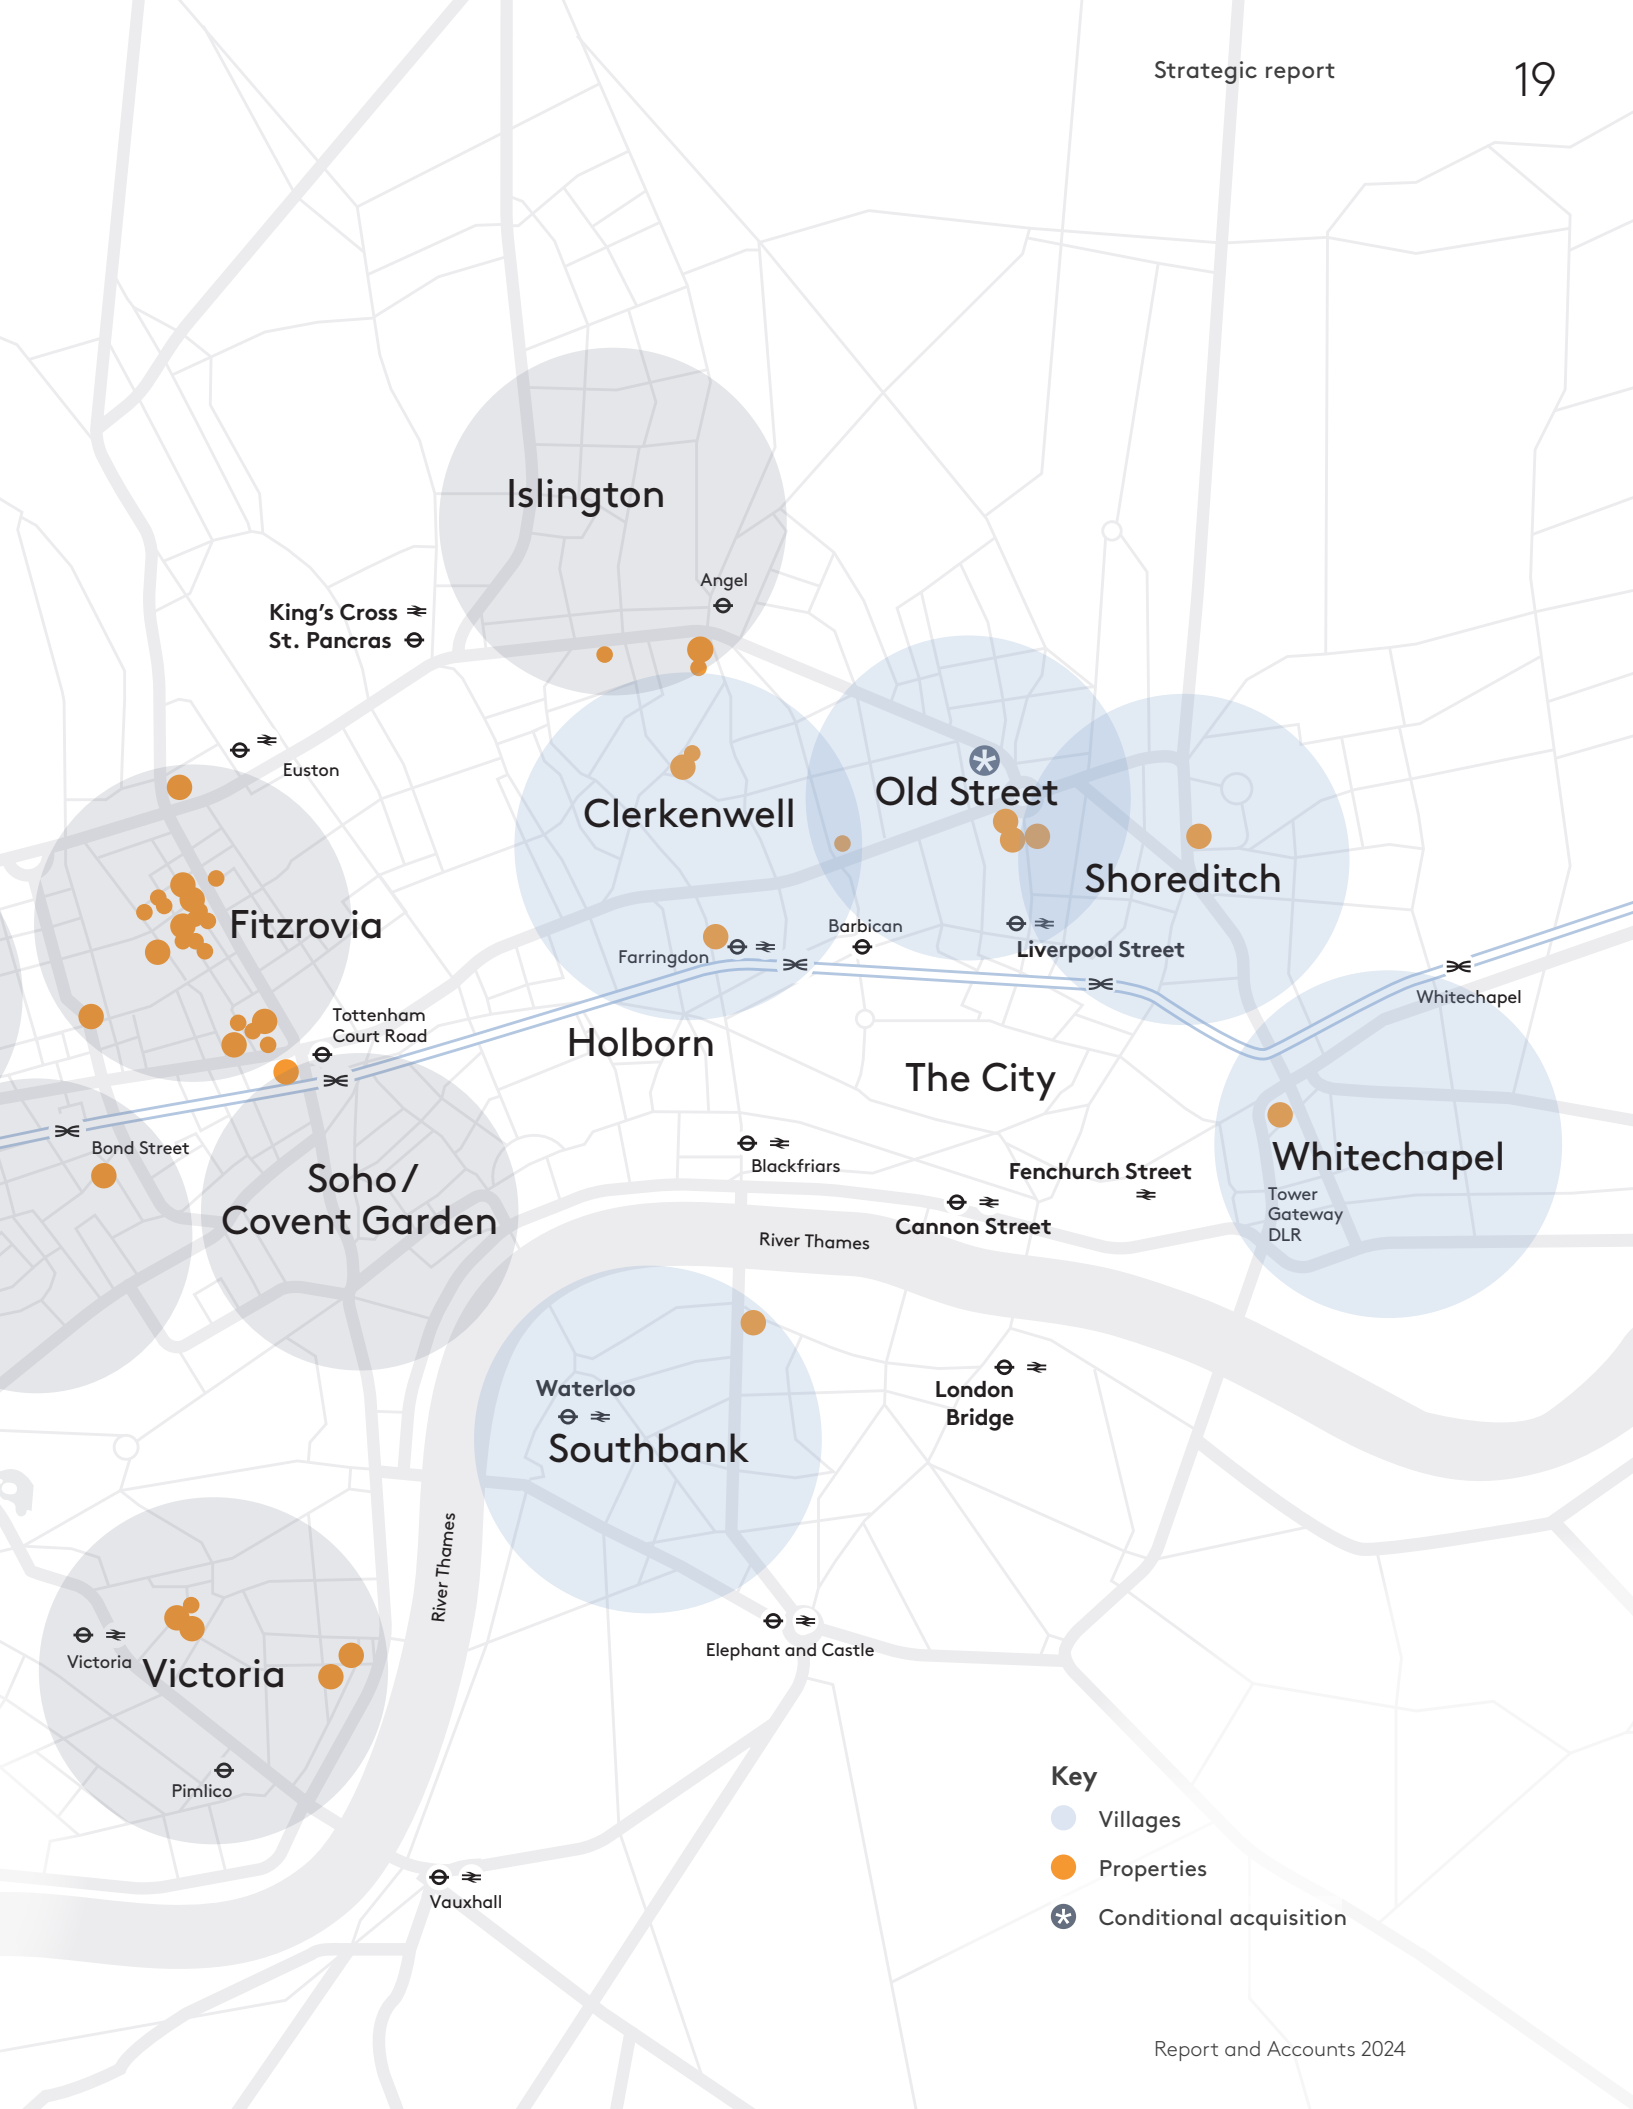 Strategic report
19
Islington
Angel
King's Cross
St. Pancras
Euston
Clerkenwell
Old Street
Shoreditch
Fitzrovia
Farringdon
Barbican
Liverpool Street
Whitechapel
Tottenham
Court Road
Holborn
The City
Bond Street
Soho/
Covent Garden
Blackfriars
Fenchurch Street
Cannon Street
River Thames
Whitechapel
Tower
Gateway
DLR
Waterloo
Southbank
London
Bridge
River Thames
Elephant and Castle
Victoria
Victoria
Pimlico
Vauxhall
Key
Villages
Properties
Conditional acquisition
Report and Accounts 2024